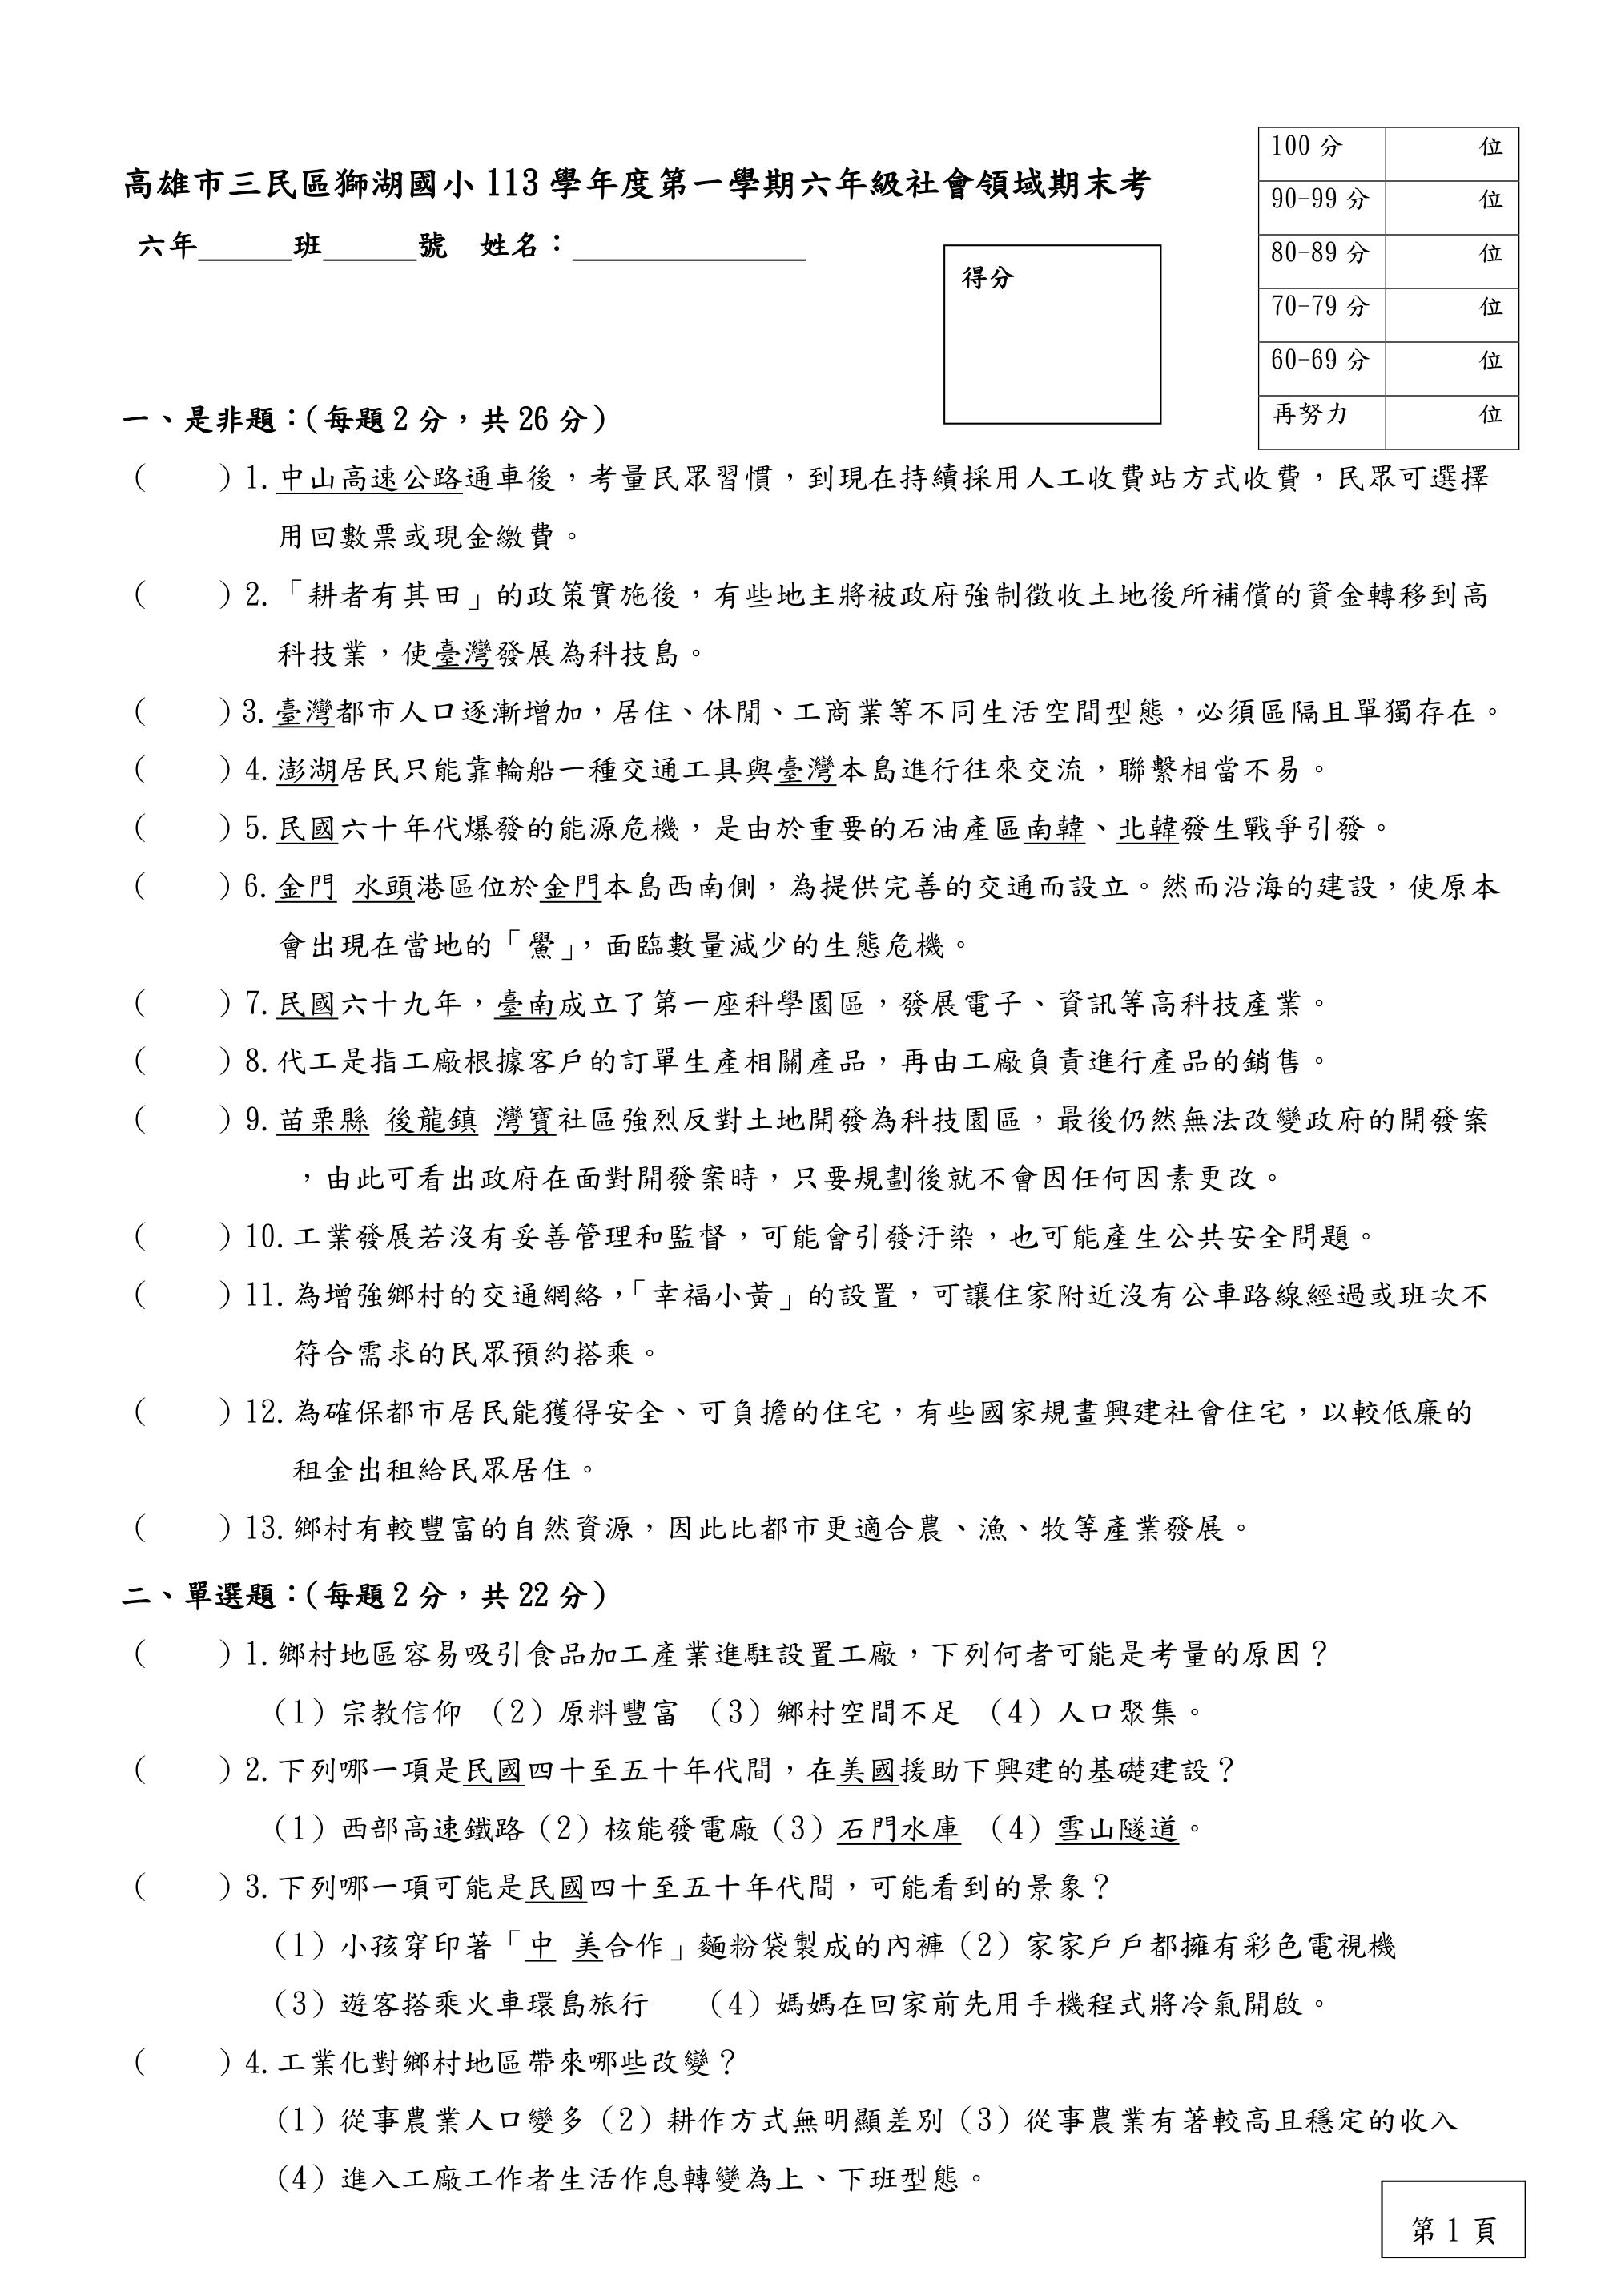 高雄市三民區獅湖國小 113 學年度第一學期六年級社會領域期末考
100 分 位
90-99 分 位
80-89 分 位
70-79 分 位
60-69 分 位
再努力 位
六年______班______號 姓名：_______________
得分
一、是非題：（每題 2 分，共 26 分）
（　　）1. 中山高速公路通車後，考量民眾習慣，到現在持續採用人工收費站方式收費，民眾可選擇
用回數票或現金繳費。
（　　）2. 「耕者有其田」的政策實施後，有些地主將被政府強制徵收土地後所補償的資金轉移到高
科技業，使臺灣發展為科技島。
（　　）3. 臺灣都市人口逐漸增加，居住、休閒、工商業等不同生活空間型態，必須區隔且單獨存在。
（　　）4. 澎湖居民只能靠輪船一種交通工具與臺灣本島進行往來交流，聯繫相當不易。
（　　）5. 民國六十年代爆發的能源危機，是由於重要的石油產區南韓、北韓發生戰爭引發。
（　　）6. 金門 水頭港區位於金門本島西南側，為提供完善的交通而設立。然而沿海的建設，使原本
會出現在當地的「鱟」，面臨數量減少的生態危機。
（　　）7. 民國六十九年，臺南成立了第一座科學園區，發展電子、資訊等高科技產業。
（　　）8. 代工是指工廠根據客戶的訂單生產相關產品，再由工廠負責進行產品的銷售。
（　　）9. 苗栗縣 後龍鎮 灣寶社區強烈反對土地開發為科技園區，最後仍然無法改變政府的開發案
，由此可看出政府在面對開發案時，只要規劃後就不會因任何因素更改。
（　　）10. 工業發展若沒有妥善管理和監督，可能會引發汙染，也可能產生公共安全問題。
（　　）11. 為增強鄉村的交通網絡，「幸福小黃」的設置，可讓住家附近沒有公車路線經過或班次不
符合需求的民眾預約搭乘。
（　　）12. 為確保都市居民能獲得安全、可負擔的住宅，有些國家規畫興建社會住宅，以較低廉的
租金出租給民眾居住。
（　　）13. 鄉村有較豐富的自然資源，因此比都市更適合農、漁、牧等產業發展。
二、單選題：（每題 2 分，共 22 分）
（　　）1. 鄉村地區容易吸引食品加工產業進駐設置工廠，下列何者可能是考量的原因？
（1）宗教信仰 （2）原料豐富 （3）鄉村空間不足 （4）人口聚集。
（　　）2. 下列哪一項是民國四十至五十年代間，在美國援助下興建的基礎建設？
（1）西部高速鐵路（2）核能發電廠（3）石門水庫 （4）雪山隧道。
（　　）3. 下列哪一項可能是民國四十至五十年代間，可能看到的景象？
（1）小孩穿印著「中 美合作」麵粉袋製成的內褲（2）家家戶戶都擁有彩色電視機
（3）遊客搭乘火車環島旅行 （4）媽媽在回家前先用手機程式將冷氣開啟。
（　　）4. 工業化對鄉村地區帶來哪些改變？
（1）從事農業人口變多（2）耕作方式無明顯差別（3）從事農業有著較高且穩定的收入
（4）進入工廠工作者生活作息轉變為上、下班型態。
第 1 頁